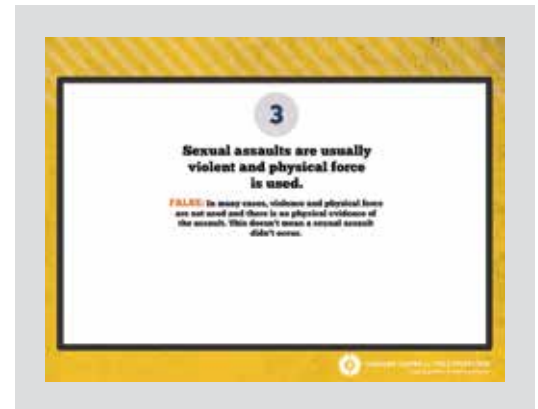 3
Sexual assaults are usually
violent and physical force
is used.
FALSE: In many cases, violence and physical force
are not used and there is no physical evidence of
the assault. This doesn't mean a sexual assault
didn't occur.